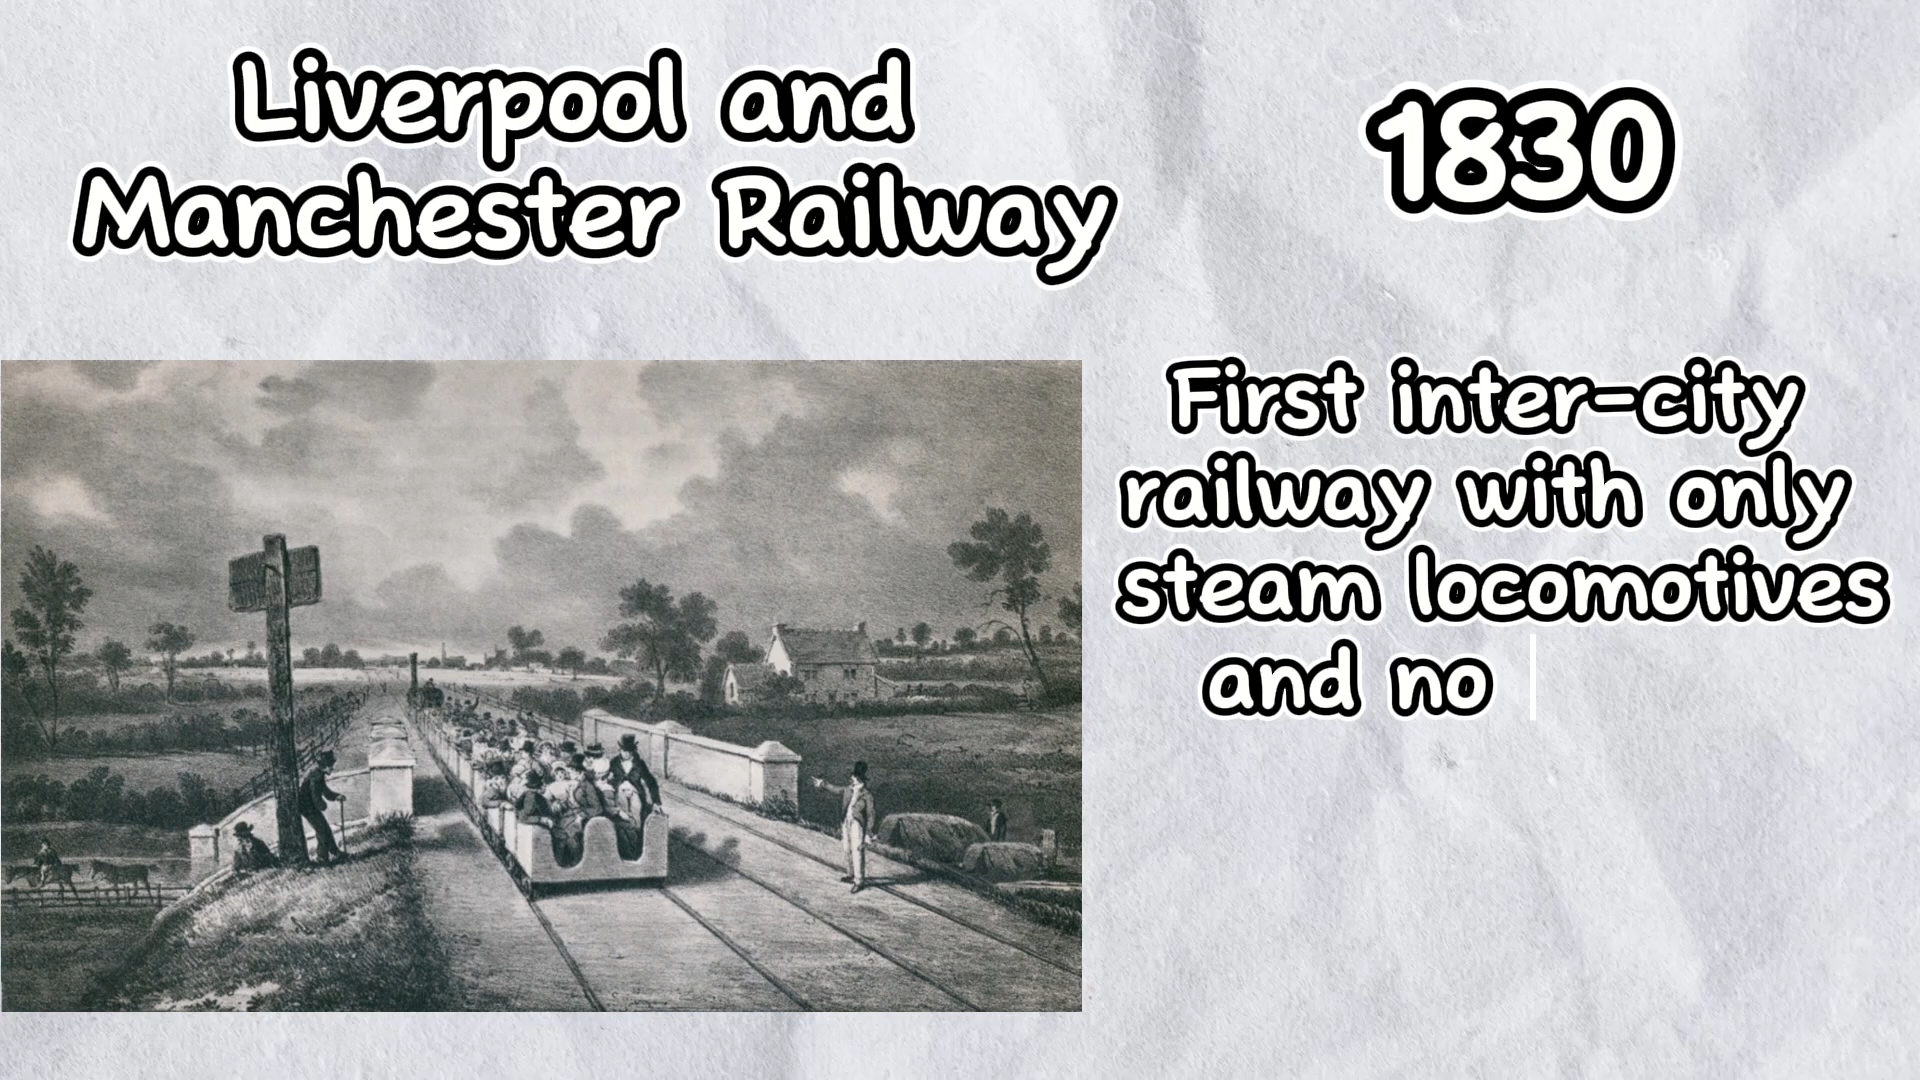 Liverpool and
Manchester Railway
1830
First inter-city
railway with only
steam locomotives
and no